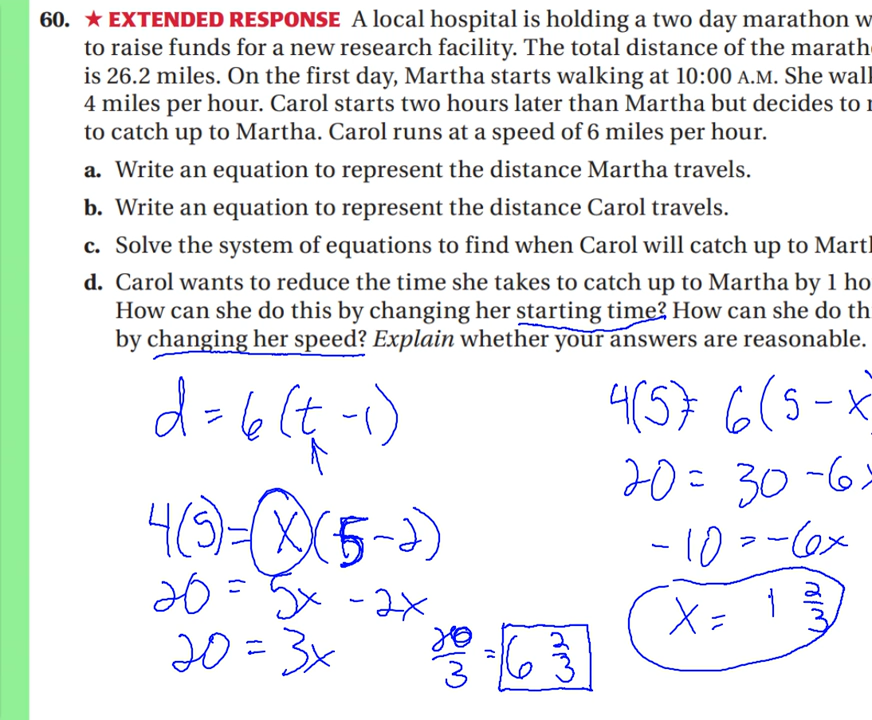 60. ★ EXTENDED RESPONSE A local hospital is holding a two day marathon w
to raise funds for a new research facility. The total distance of the marath
is 26.2 miles. On the first day, Martha starts walking at 10:00 A.M. She wal
4 miles per hour. Carol starts two hours later than Martha but decides to
to catch up to Martha. Carol runs at a speed of 6 miles per hour.
a. Write an equation to represent the distance Martha travels.
b. Write an equation to represent the distance Carol travels.
c. Solve the system of equations to find when Carol will catch up to Mart
d. Carol wants to reduce the time she takes to catch up to Martha by 1 ho
How can she do this by changing her starting time? How can she do th
by changing her speed? Explain whether your answers are reasonable.
d = 6(t - 1)
4(5) = x(5 - 2)
20 = 5x - 2x
20 = 3x
20/3 = 6 2/3
4(5) = 6(5 - x
20 = 30 - 6x
-10 = -6x
x = 1 2/3